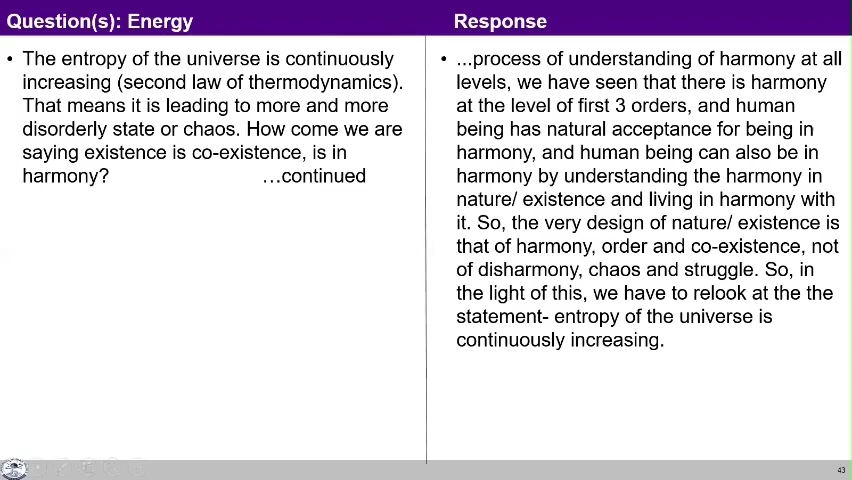 Question(s): Energy
Response
• The entropy of the universe is continuously
increasing (second law of thermodynamics).
That means it is leading to more and more
disorderly state or chaos. How come we are
saying existence is co-existence, is in
harmony? …continued
• ...process of understanding of harmony at all
levels, we have seen that there is harmony
at the level of first 3 orders, and human
being has natural acceptance for being in
harmony, and human being can also be in
harmony by understanding the harmony in
nature/ existence and living in harmony with
it. So, the very design of nature/ existence is
that of harmony, order and co-existence, not
of disharmony, chaos and struggle. So, in
the light of this, we have to relook at the the
statement- entropy of the universe is
continuously increasing.
43